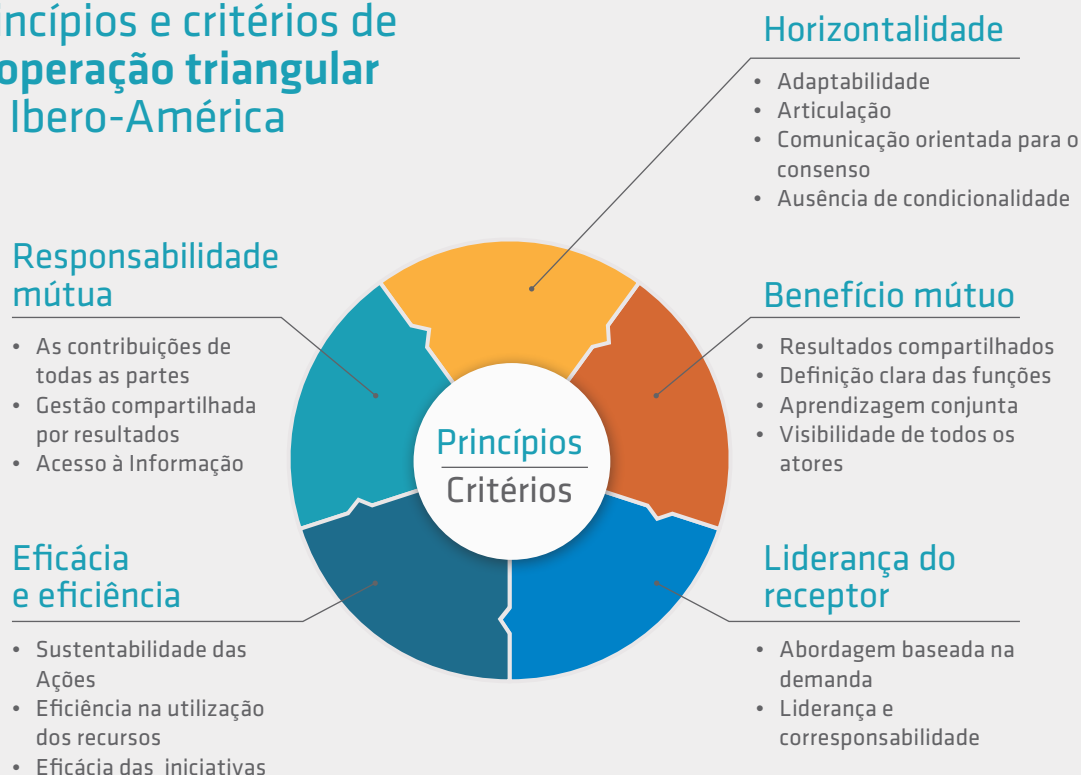 incípios e critérios de
operação triangular
Ibero-América
Horizontalidade
• Adaptabilidade
• Articulação
• Comunicação orientada para o
consenso
• Ausência de condicionalidade
Responsabilidade
mútua
• As contribuições de
todas as partes
• Gestão compartilhada
por resultados
• Acesso à Informação
Benefício mútuo
• Resultados compartilhados
• Definição clara das funções
• Aprendizagem conjunta
• Visibilidade de todos os
atores
Princípios
Critérios
Eficácia
e eficiência
• Sustentabilidade das
Ações
• Eficiência na utilização
dos recursos
• Eficácia das iniciativas
Liderança do
receptor
• Abordagem baseada na
demanda
• Liderança e
corresponsabilidade